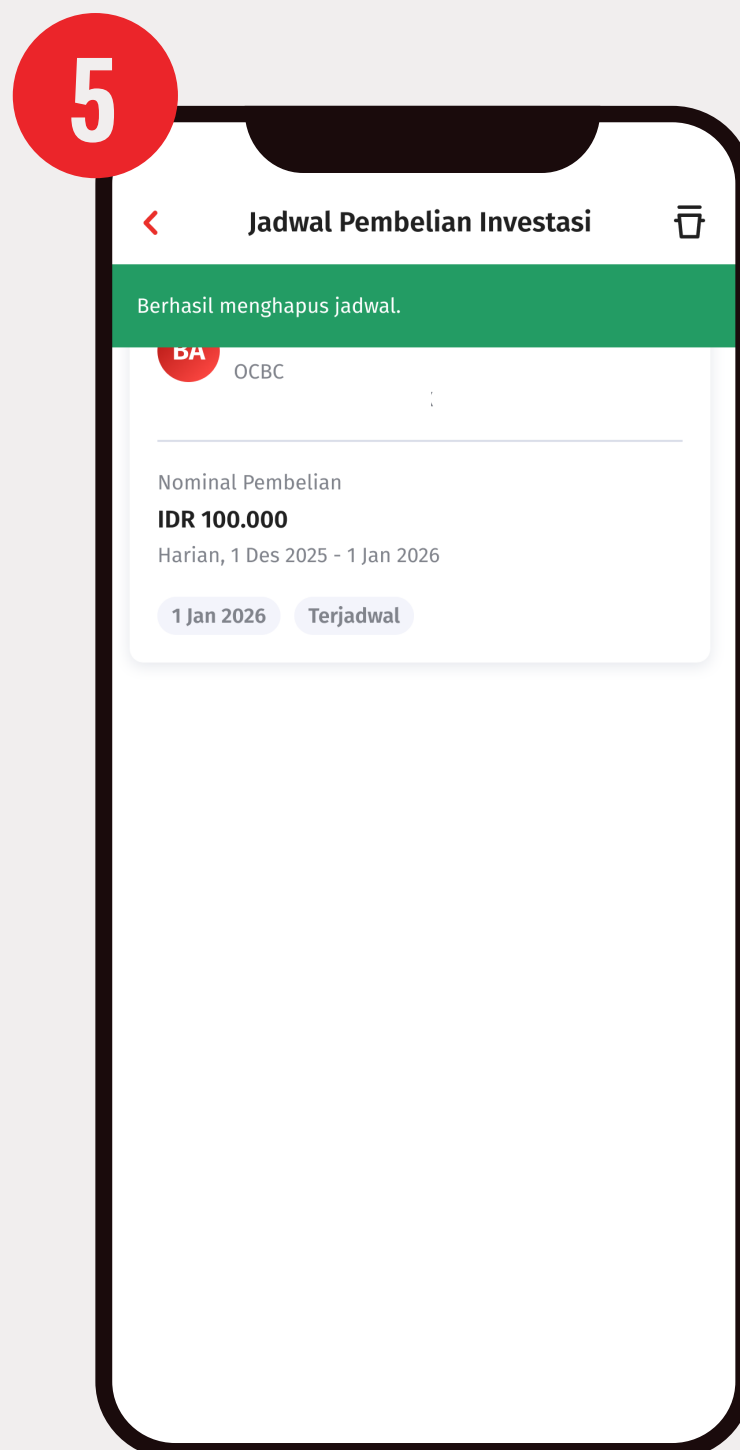 5
Jadwal Pembelian Investasi
Berhasil menghapus jadwal.
BA
OCBC
Nominal Pembelian
IDR 100.000
Harian, 1 Des 2025 - 1 Jan 2026
1 Jan 2026 Terjadwal